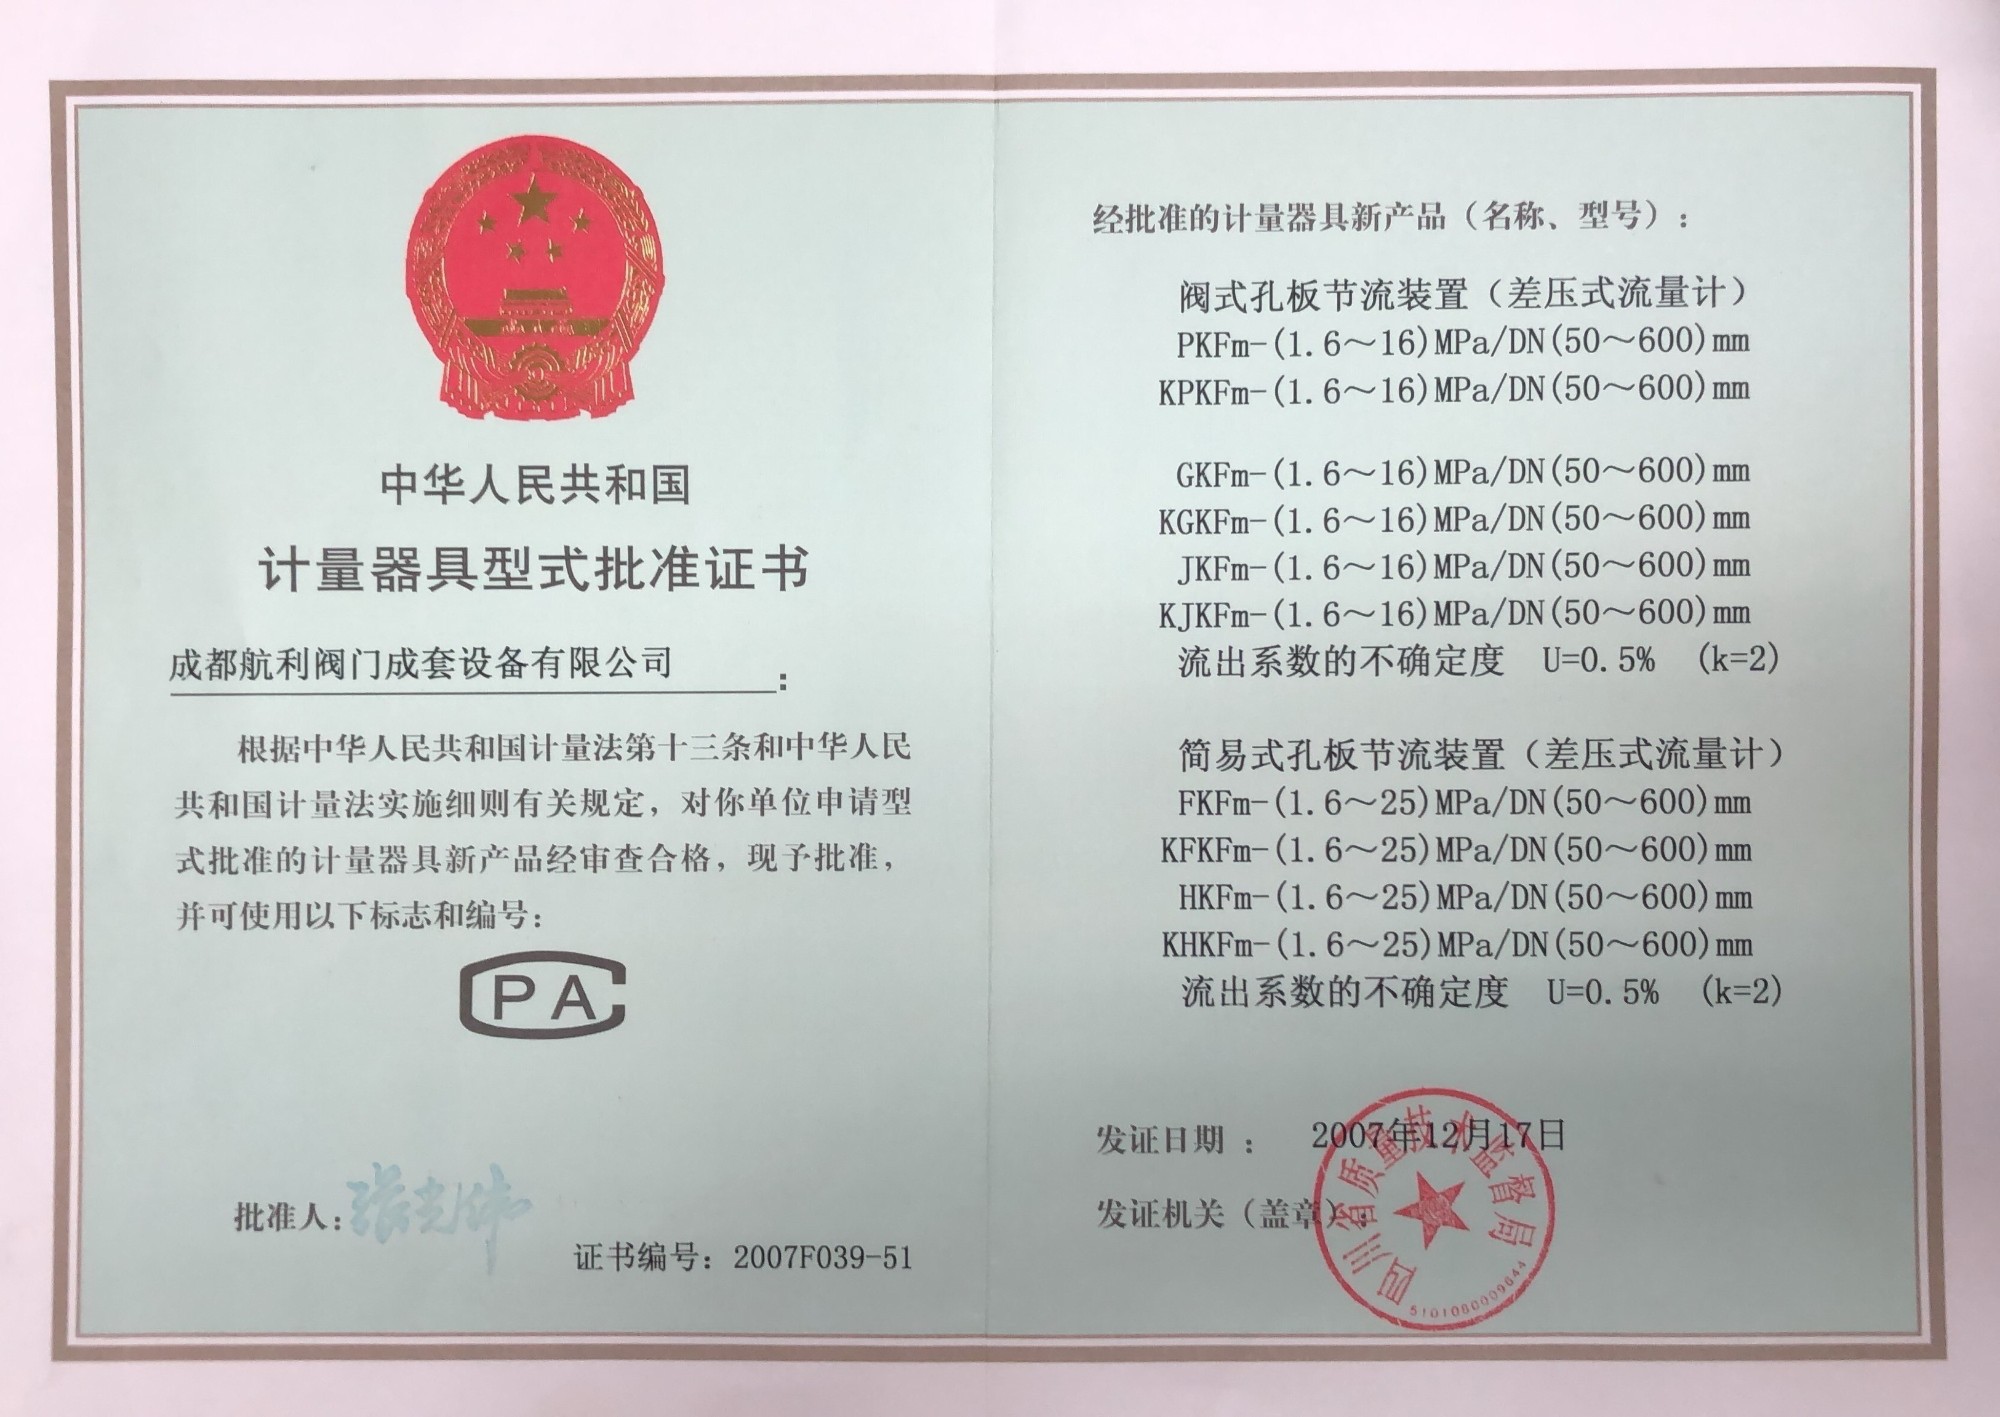 中华人民共和国
计量器具型式批准证书
成都航利阀门成套设备有限公司：
根据中华人民共和国计量法第十三条和中华人民
共和国计量法实施细则有关规定，对你单位申请型
式批准的计量器具新产品经审查合格，现予批准，
并可使用以下标志和编号：
CPA
批准人：张光伟
证书编号：2007F039-51
经批准的计量器具新产品（名称、型号）：
阀式孔板节流装置（差压式流量计）
PKFm-(1.6～16)MPa/DN(50～600)mm
KPKFm-(1.6～16)MPa/DN(50～600)mm
GKFm-(1.6～16)MPa/DN(50～600)mm
KGKFm-(1.6～16)MPa/DN(50～600)mm
JKFm-(1.6～16)MPa/DN(50～600)mm
KJKFm-(1.6～16)MPa/DN(50～600)mm
流出系数的不确定度 U=0.5% (k=2)
简易式孔板节流装置（差压式流量计）
FKFm-(1.6～25)MPa/DN(50～600)mm
KFKFm-(1.6～25)MPa/DN(50～600)mm
HKFm-(1.6～25)MPa/DN(50～600)mm
KHKFm-(1.6～25)MPa/DN(50～600)mm
流出系数的不确定度 U=0.5% (k=2)
发证日期：2007年12月17日
发证机关（盖章）：
四川省质量技术监督局
5101080009644